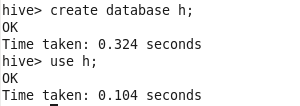 hive> create database h;
OK
Time taken: 0.324 seconds
hive> use h;
OK
Time taken: 0.104 seconds